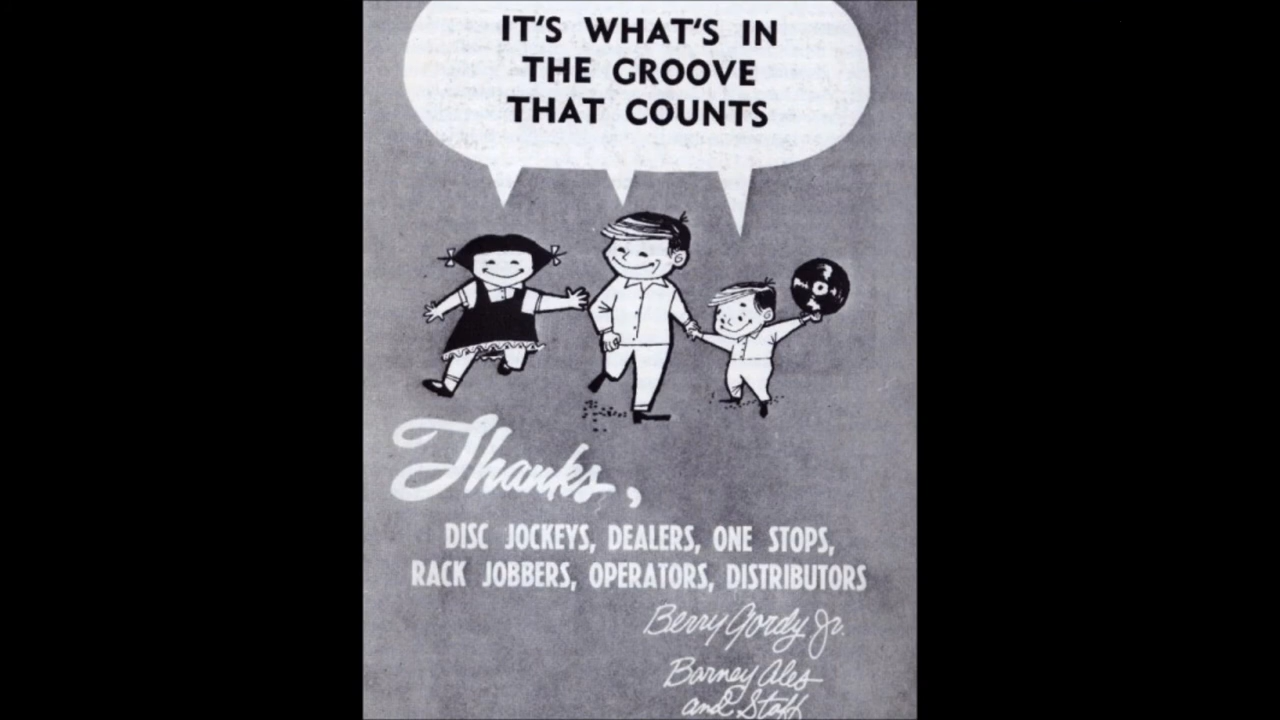 IT'S WHAT'S IN
THE GROOVE
THAT COUNTS
Thanks,
DISC JOCKEYS, DEALERS, ONE STOPS,
RACK JOBBERS, OPERATORS, DISTRIBUTORS
Berry Gordy Jr.
Barney Ales
and Staff